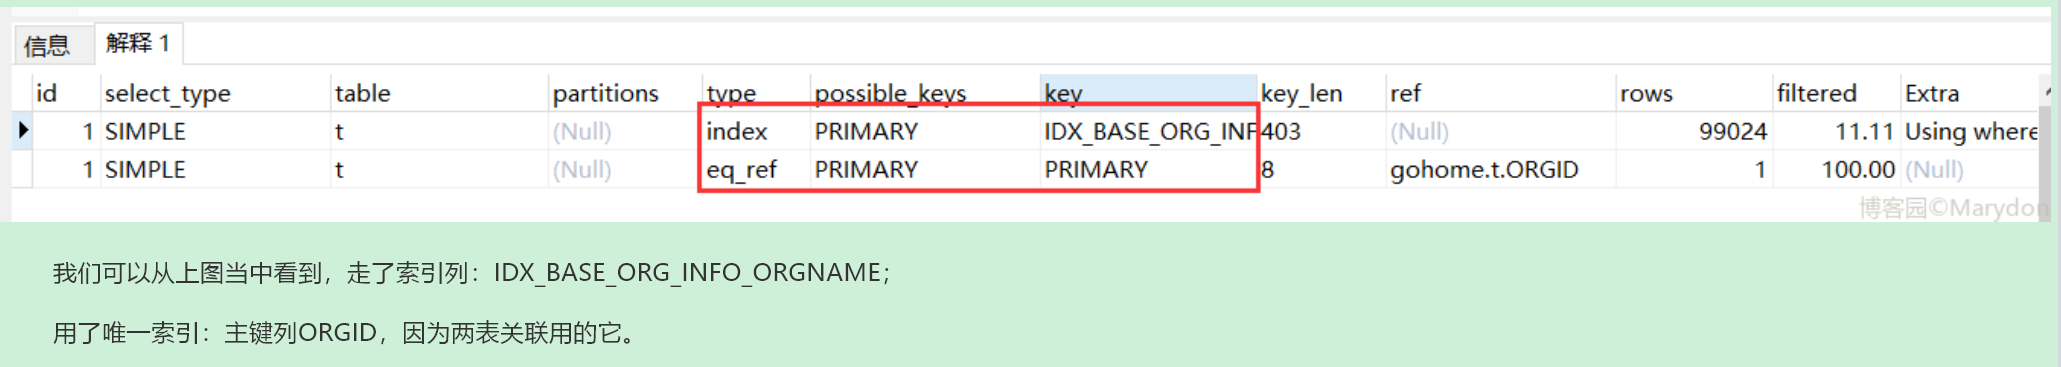 信息 解释 1
id select_type table partitions type possible_keys key key_len ref rows filtered Extra
1 SIMPLE t (Null) index PRIMARY IDX_BASE_ORG_INF 403 (Null) 99024 11.11 Using where
1 SIMPLE t (Null) eq_ref PRIMARY PRIMARY 8 gohome.t.ORGID 1 100.00 (Null)
博客园©Marydon
我们可以从上图当中看到，走了索引列：IDX_BASE_ORG_INFO_ORGNAME；
用了唯一索引：主键列ORGID，因为两表关联用的它。